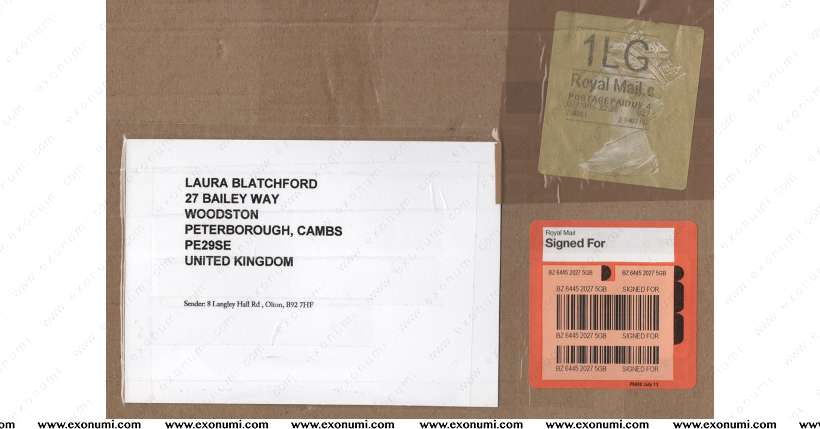 1LG
Royal Mail.c
POSTAGE PAID UK 4
LAURA BLATCHFORD
27 BAILEY WAY
WOODSTON
PETERBOROUGH, CAMBS
PE29SE
UNITED KINGDOM
Sender: 8 Langley Hall Rd , Olton, B92 7HF
Royal Mail
Signed For
BZ 6445 2027 5GB BZ 6445 2027 5GB
BZ 6445 2027 5GB SIGNED FOR
BZ 6445 2027 5GB SIGNED FOR
BZ 6445 2027 5GB SIGNED FOR
www.exonumi.com www.exonumi.com www.exonumi.com www.exonumi.com www.exonumi.com www.exonumi.com